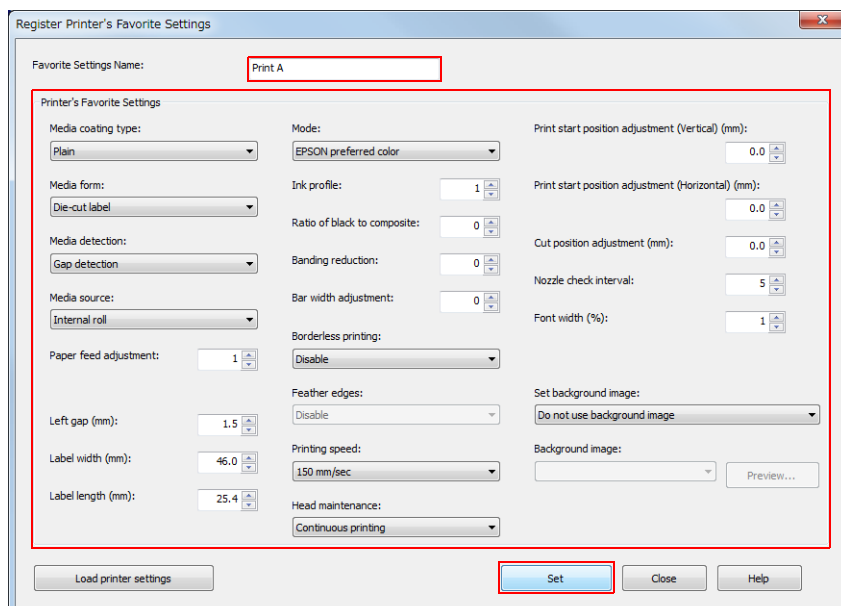 Register Printer's Favorite Settings
Favorite Settings Name:
Print A
Printer's Favorite Settings
Media coating type:
Plain
Media form:
Die-cut label
Media detection:
Gap detection
Media source:
Internal roll
Paper feed adjustment:
1
Left gap (mm):
1.5
Label width (mm):
46.0
Label length (mm):
25.4
Mode:
EPSON preferred color
Ink profile:
1
Ratio of black to composite:
0
Banding reduction:
0
Bar width adjustment:
0
Borderless printing:
Disable
Feather edges:
Disable
Printing speed:
150 mm/sec
Head maintenance:
Continuous printing
Print start position adjustment (Vertical) (mm):
0.0
Print start position adjustment (Horizontal) (mm):
0.0
Cut position adjustment (mm):
0.0
Nozzle check interval:
5
Font width (%):
1
Set background image:
Do not use background image
Background image:
Preview...
Load printer settings
Set
Close
Help